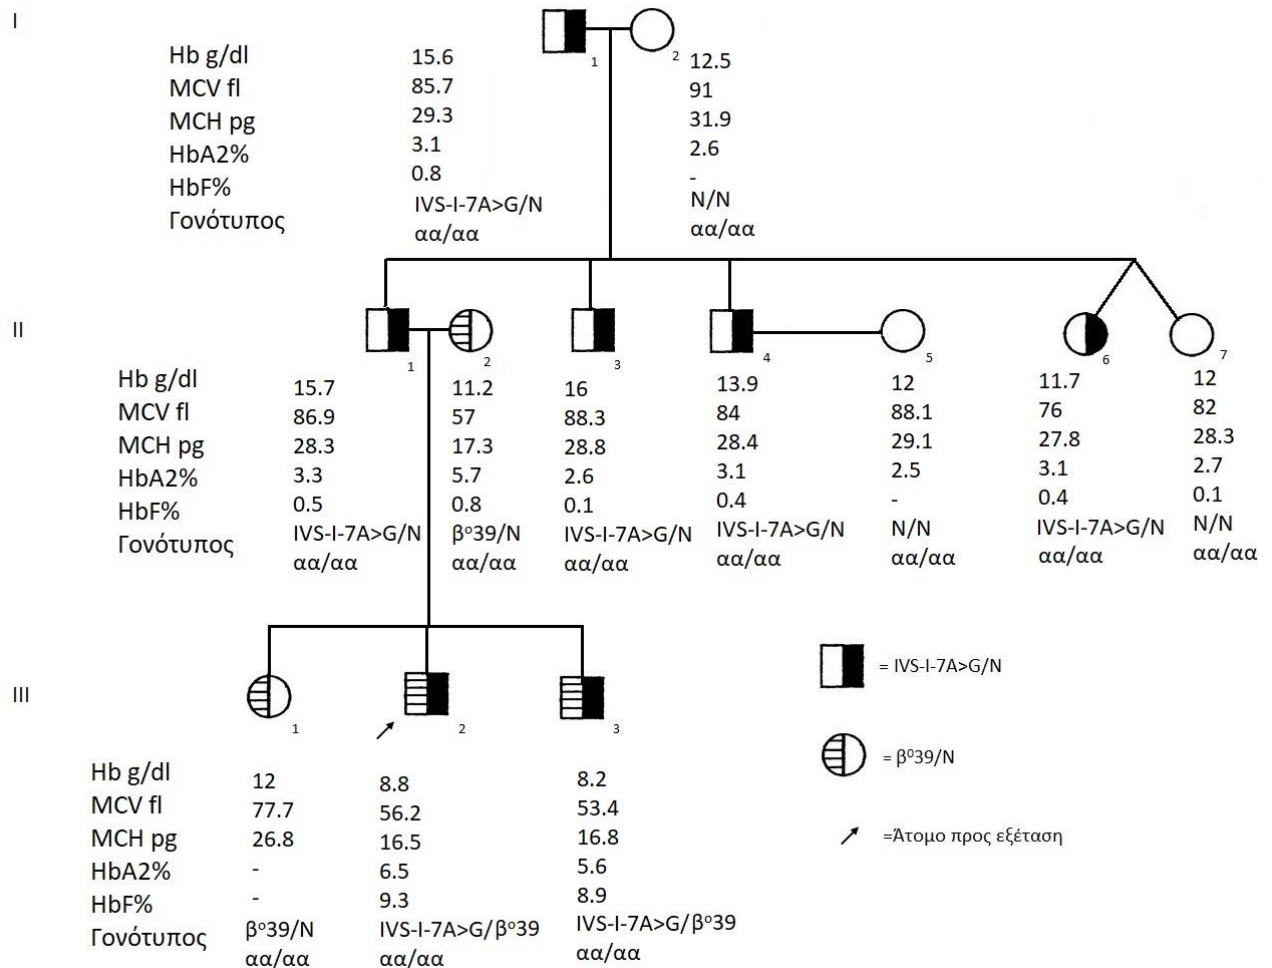 I
1
2
Hb g/dl 15.6 12.5
MCV fl 85.7 91
MCH pg 29.3 31.9
HbA2% 3.1 2.6
HbF% 0.8 -
Γονότυπος IVS-I-7A>G/N N/N
αα/αα αα/αα
II
1 2 3 4 5 6 7
Hb g/dl 15.7 11.2 16 13.9 12 11.7 12
MCV fl 86.9 57 88.3 84 88.1 76 82
MCH pg 28.3 17.3 28.8 28.4 29.1 27.8 28.3
HbA2% 3.3 5.7 2.6 3.1 2.5 3.1 2.7
HbF% 0.5 0.8 0.1 0.4 - 0.4 0.1
Γονότυπος IVS-I-7A>G/N β⁰39/N IVS-I-7A>G/N IVS-I-7A>G/N N/N IVS-I-7A>G/N N/N
αα/αα αα/αα αα/αα αα/αα αα/αα αα/αα αα/αα
= IVS-I-7A>G/N
III
1 2 3
= β⁰39/N
=Άτομο προς εξέταση
Hb g/dl 12 8.8 8.2
MCV fl 77.7 56.2 53.4
MCH pg 26.8 16.5 16.8
HbA2% - 6.5 5.6
HbF% - 9.3 8.9
Γονότυπος β⁰39/N IVS-I-7A>G/β⁰39 IVS-I-7A>G/β⁰39
αα/αα αα/αα αα/αα